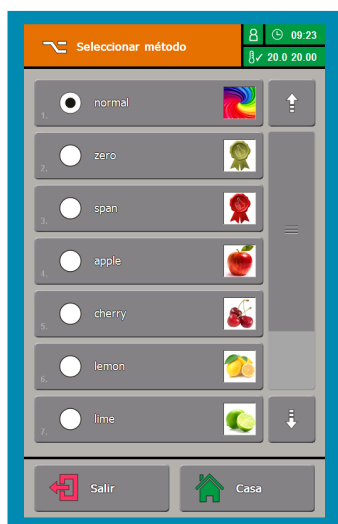 Seleccionar método
09:23
20.0 20.00
1. normal
2. zero
3. span
4. apple
5. cherry
6. lemon
7. lime
Salir
Casa